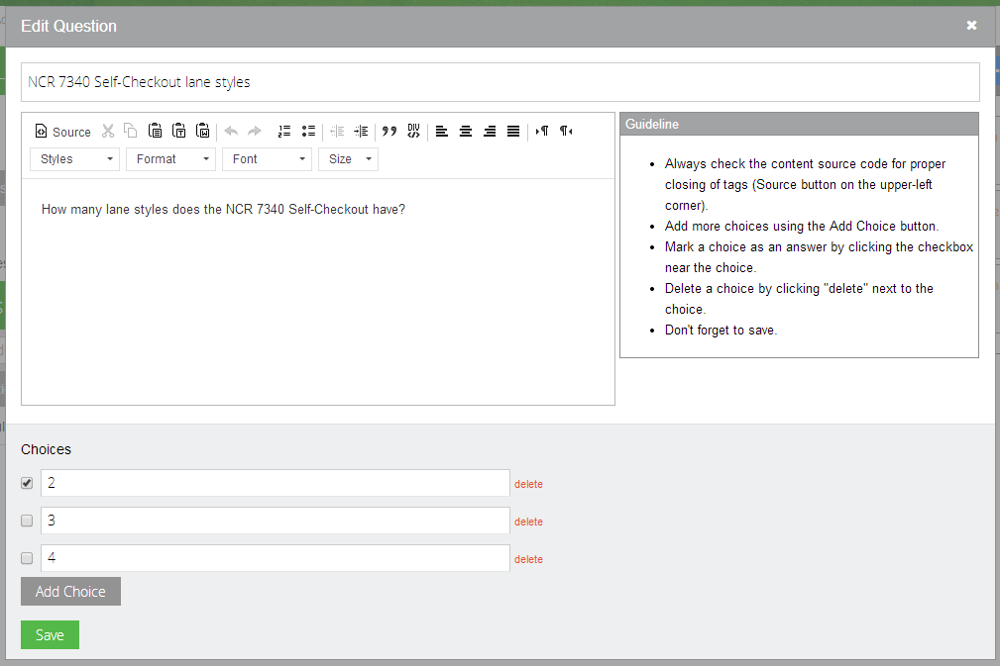 Edit Question
NCR 7340 Self-Checkout lane styles
Source
Styles Format Font Size
How many lane styles does the NCR 7340 Self-Checkout have?
Guideline
• Always check the content source code for proper
closing of tags (Source button on the upper-left
corner).
• Add more choices using the Add Choice button.
• Mark a choice as an answer by clicking the checkbox
near the choice.
• Delete a choice by clicking "delete" next to the
choice.
• Don't forget to save.
Choices
2 delete
3 delete
4 delete
Add Choice
Save